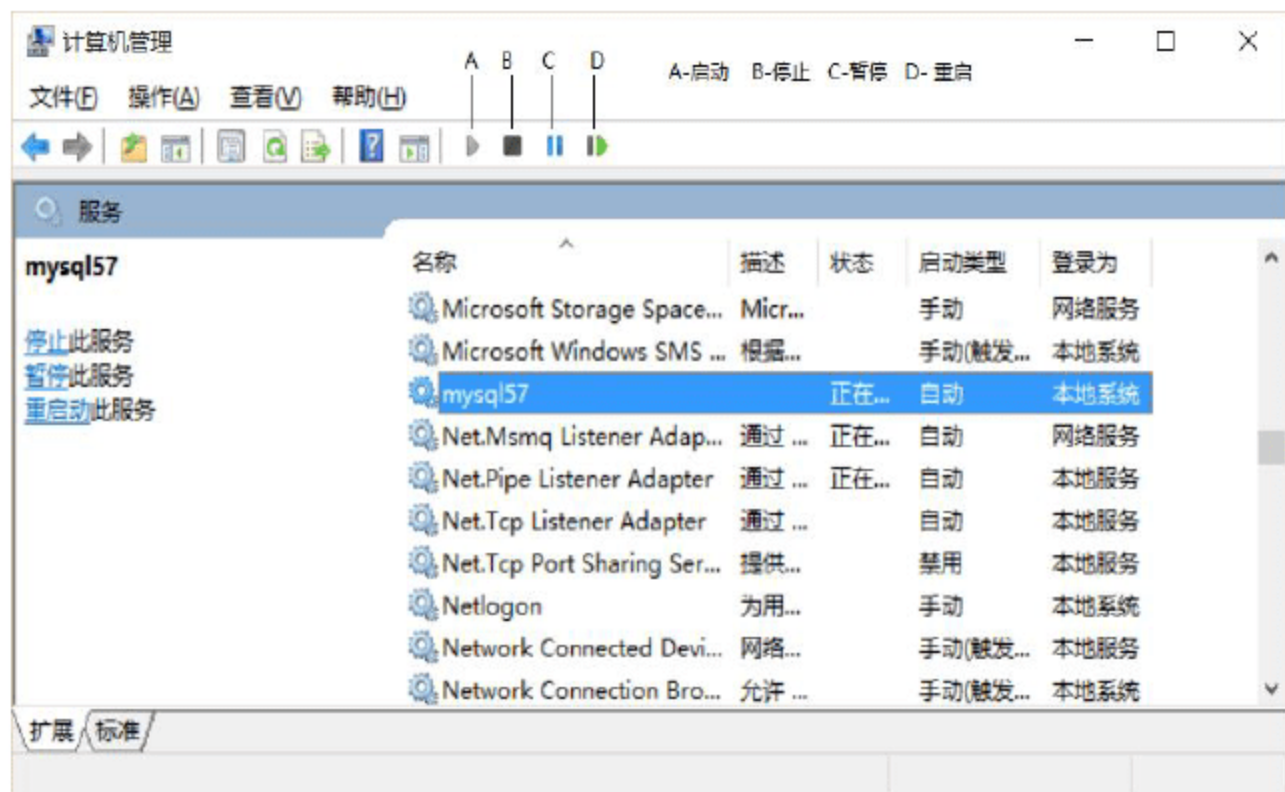 计算机管理
A B C D A-启动 B-停止 C-暂停 D- 重启
文件(F) 操作(A) 查看(V) 帮助(H)
服务
mysql57
停止此服务
暂停此服务
重启动此服务
名称 描述 状态 启动类型 登录为
Microsoft Storage Space... Micr... 手动 网络服务
Microsoft Windows SMS ... 根据... 手动(触发... 本地系统
mysql57 正在... 自动 本地系统
Net.Msmq Listener Adap... 通过 ... 正在... 自动 网络服务
Net.Pipe Listener Adapter 通过 ... 正在... 自动 本地服务
Net.Tcp Listener Adapter 通过 ... 自动 本地服务
Net.Tcp Port Sharing Ser... 提供... 禁用 本地服务
Netlogon 为用... 手动 本地系统
Network Connected Devi... 网络... 手动(触发... 本地服务
Network Connection Bro... 允许 ... 手动(触发... 本地系统
扩展 标准